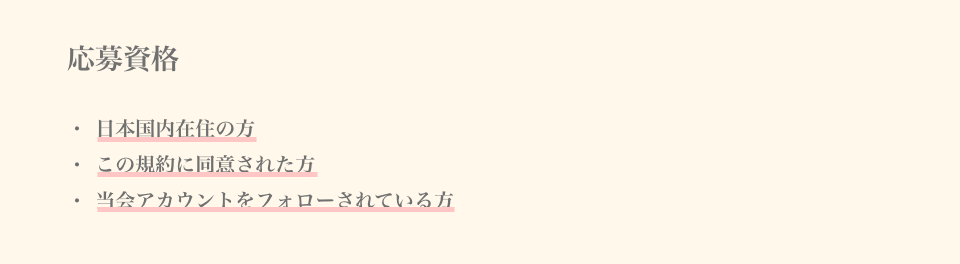 応募資格
・ 日本国内在住の方
・ この規約に同意された方
・ 当会アカウントをフォローされている方